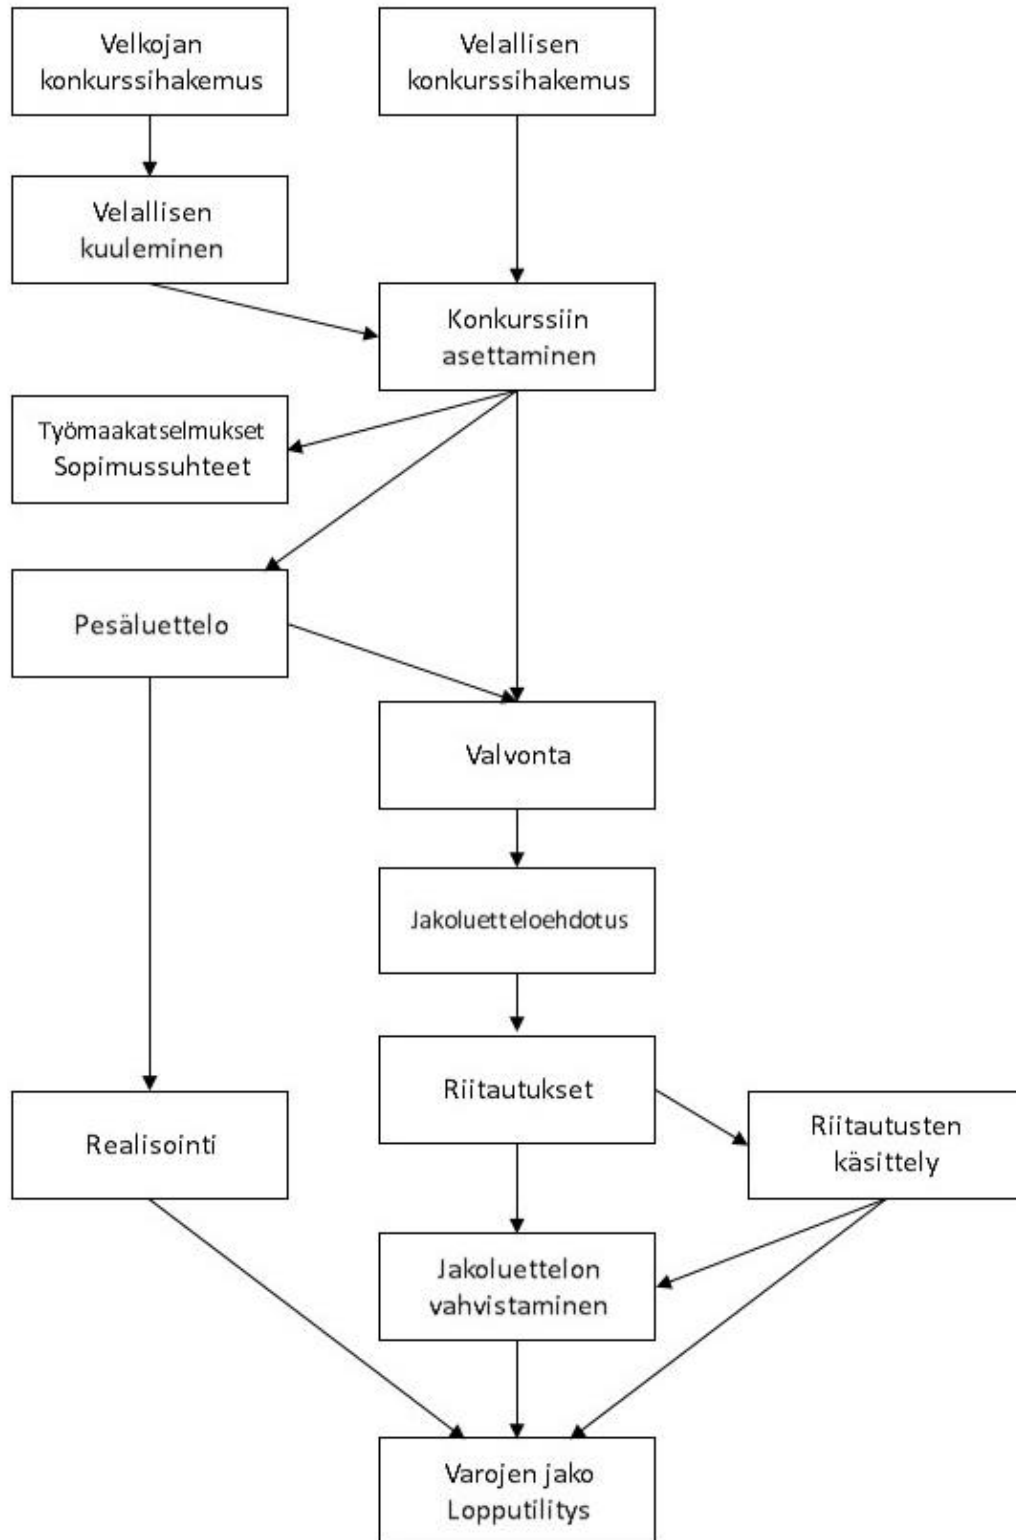 Velkojan
konkurssihakemus
Velallisen
konkurssihakemus
Velallisen
kuuleminen
Konkurssiin
asettaminen
Työmaakatselmukset
Sopimussuhteet
Pesäluettelo
Valvonta
Jakoluetteloehdotus
Riitautukset
Realisointi
Riitautusten
käsittely
Jakoluettelon
vahvistaminen
Varojen jako
Lopputilitys